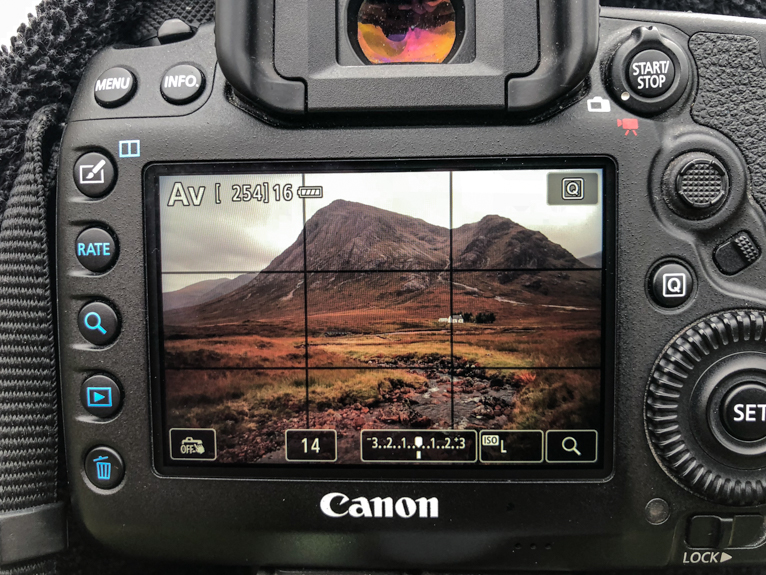 MENU
INFO.
START/
STOP
Av [ 254] 16
Q
RATE
Q
SET
OFF
14
-3..2..1..0..1..2.+3
ISO L
Canon
LOCK